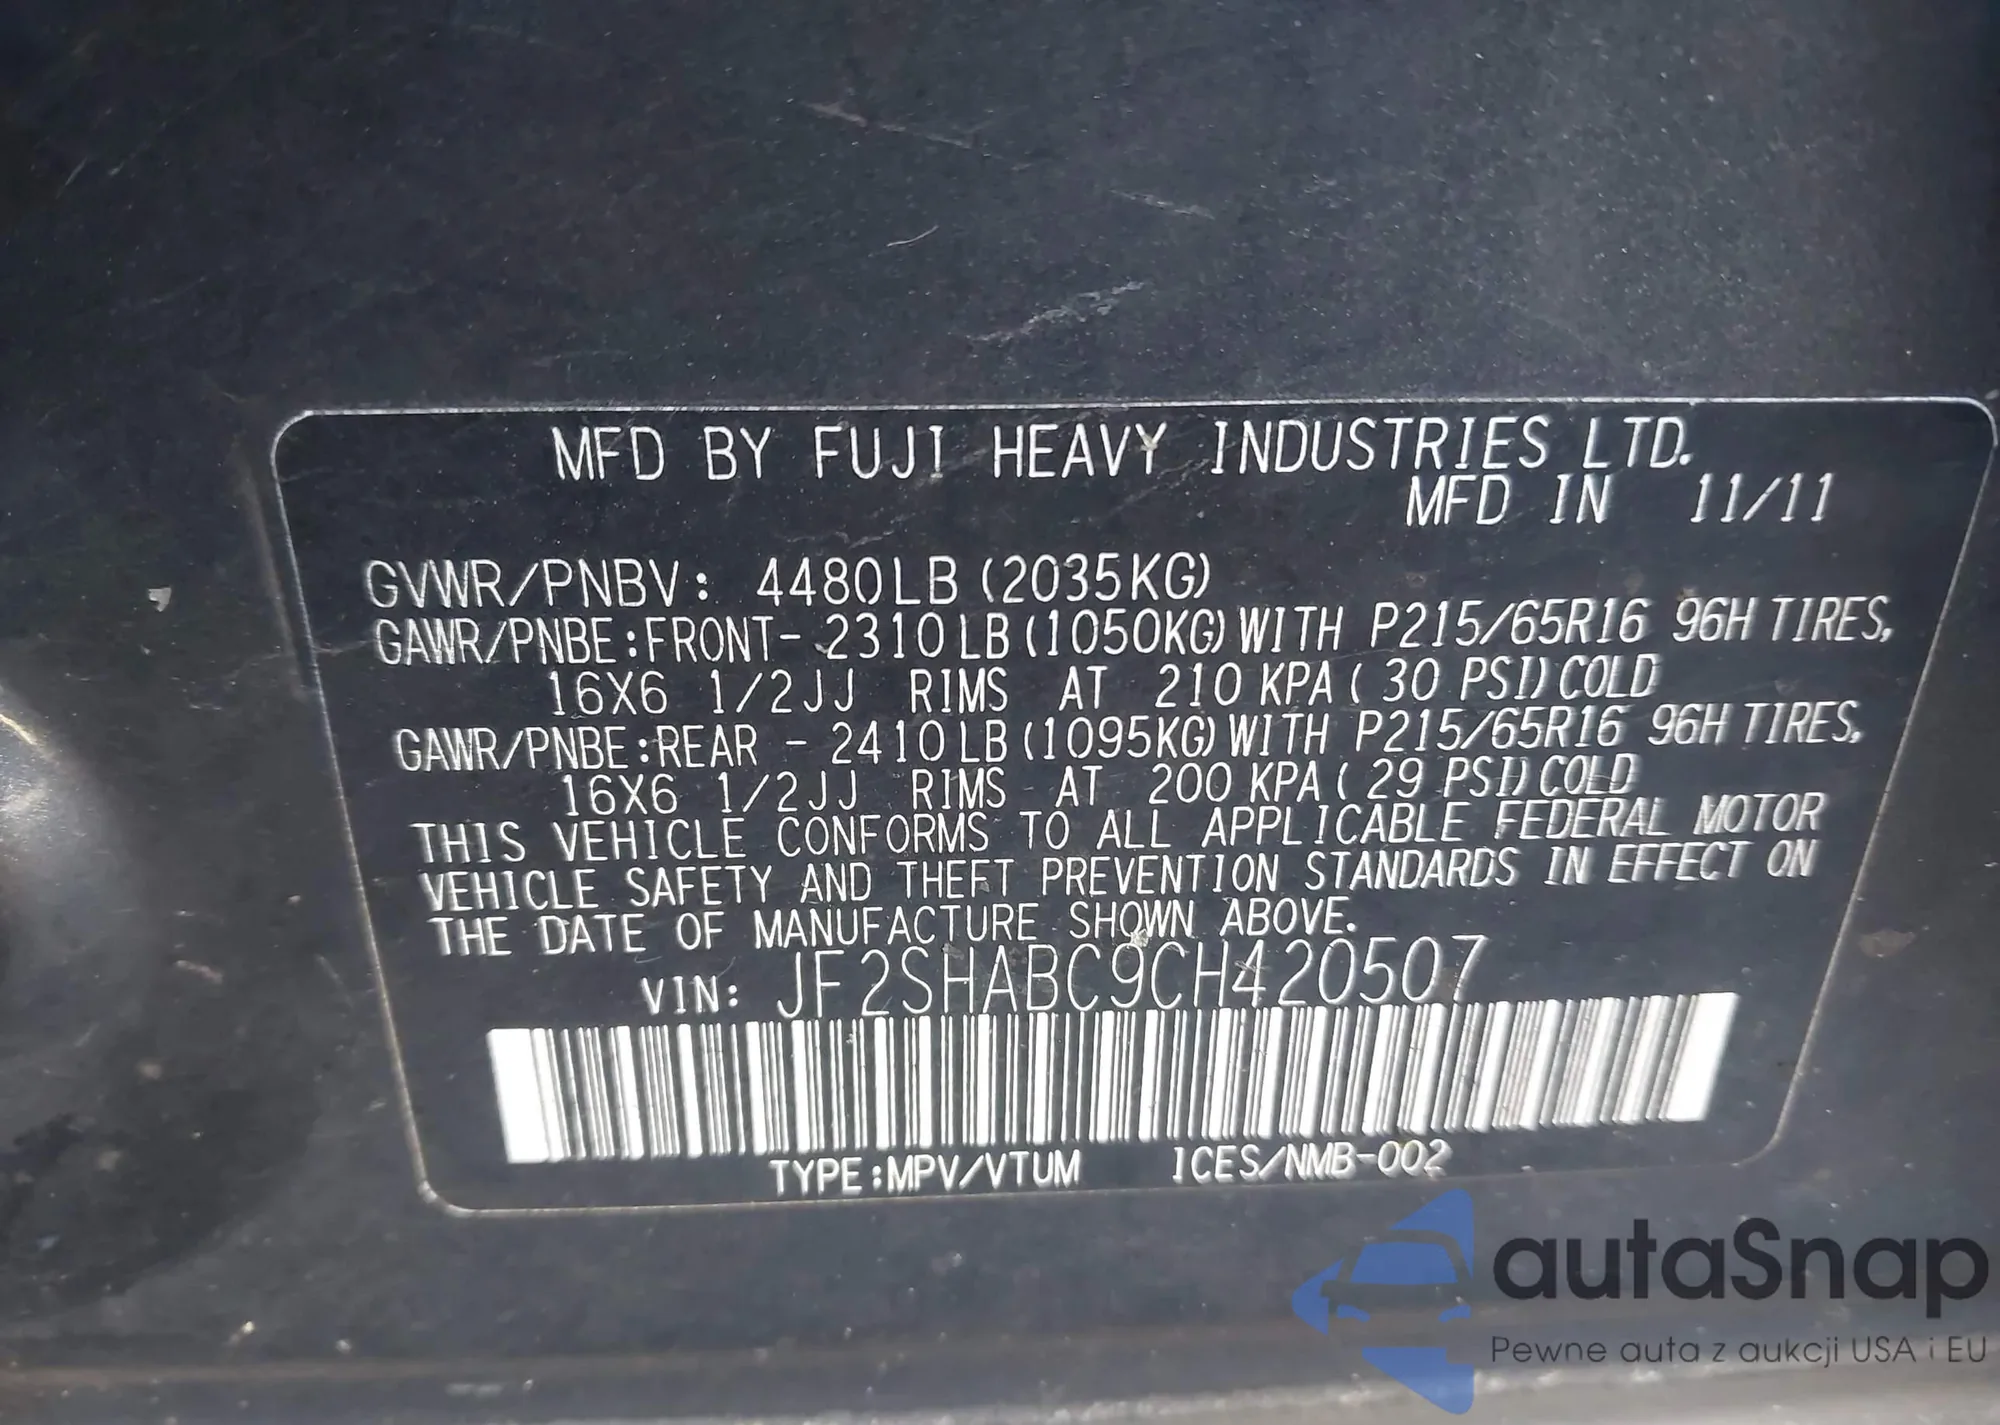 MFD BY FUJI HEAVY INDUSTRIES LTD.
MFD IN 11/11
GVWR/PNBV: 4480LB (2035KG)
GAWR/PNBE:FRONT- 2310LB (1050KG) WITH P215/65R16 96H TIRES,
16X6 1/2JJ RIMS AT 210 KPA ( 30 PSI) COLD
GAWR/PNBE:REAR - 2410LB (1095KG) WITH P215/65R16 96H TIRES,
16X6 1/2JJ RIMS AT 200 KPA ( 29 PSI) COLD
THIS VEHICLE CONFORMS TO ALL APPLICABLE FEDERAL MOTOR
VEHICLE SAFETY AND THEFT PREVENTION STANDARDS IN EFFECT ON
THE DATE OF MANUFACTURE SHOWN ABOVE.
VIN: JF2SHABC9CH420507
TYPE:MPV/VTUM ICES/NMB-002
autaSnap
Pewne auta z aukcji USA i EU